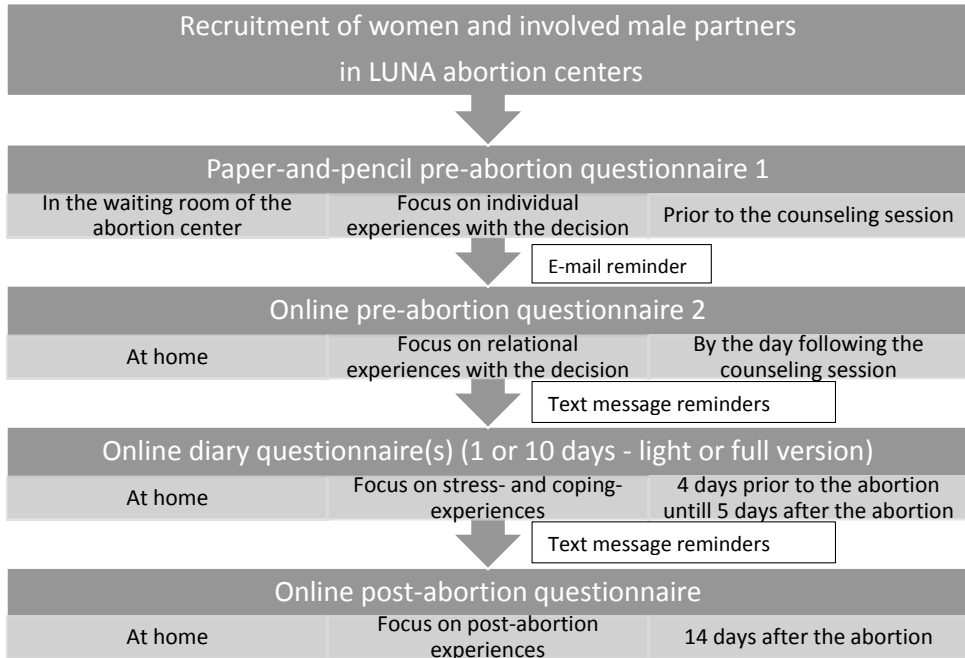 Recruitment of women and involved male partners
in LUNA abortion centers
Paper-and-pencil pre-abortion questionnaire 1
In the waiting room of the
abortion center
Focus on individual
experiences with the decision
Prior to the counseling session
E-mail reminder
Online pre-abortion questionnaire 2
At home
Focus on relational
experiences with the decision
By the day following the
counseling session
Text message reminders
Online diary questionnaire(s) (1 or 10 days - light or full version)
At home
Focus on stress- and coping-
experiences
4 days prior to the abortion
untill 5 days after the abortion
Text message reminders
Online post-abortion questionnaire
At home
Focus on post-abortion
experiences
14 days after the abortion